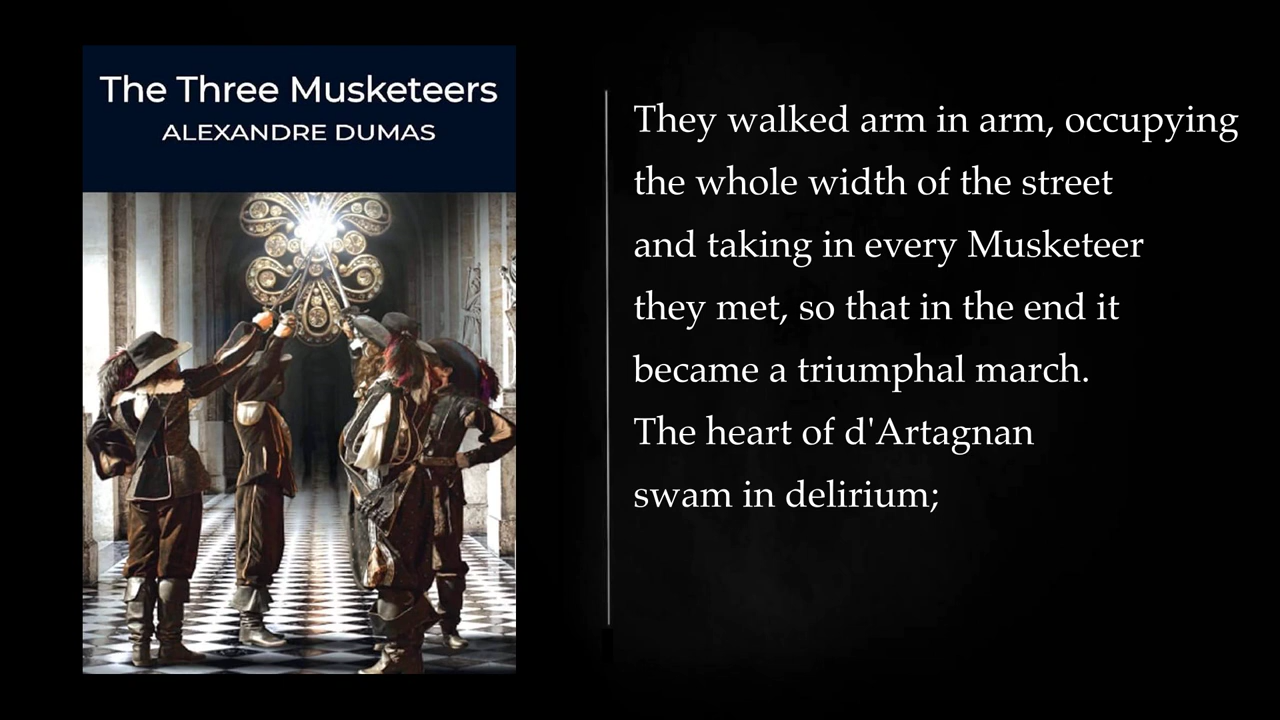 The Three Musketeers
ALEXANDRE DUMAS
They walked arm in arm, occupying
the whole width of the street
and taking in every Musketeer
they met, so that in the end it
became a triumphal march.
The heart of d'Artagnan
swam in delirium;